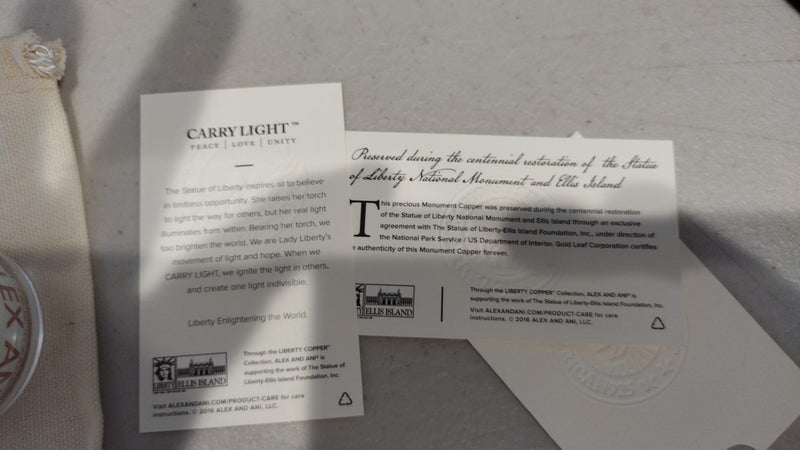 CARRY LIGHT™
PEACE | LOVE | UNITY
The Statue of Liberty inspires all to believe
in limitless opportunity. She raises her torch
to light the way for others, but her real light
illuminates from within. Bearing her torch, we
too brighten the world. We are Lady Liberty's
movement of light and hope. When we
CARRY LIGHT, we ignite the light in others,
and create one light indivisible.
Liberty Enlightening the World.
LIBERTY ELLIS ISLAND
Through the LIBERTY COPPER™
Collection, ALEX AND ANI® is
supporting the work of The Statue of
Liberty-Ellis Island Foundation, Inc.
Visit ALEXANDANI.COM/PRODUCT-CARE for care
instructions. © 2016 ALEX AND ANI, LLC.
Preserved during the centennial restoration of the Statue
of Liberty National Monument and Ellis Island
This precious Monument Copper was preserved during the centennial restoration
of the Statue of Liberty National Monument and Ellis Island through an exclusive
agreement with The Statue of Liberty-Ellis Island Foundation, Inc., under direction of
the National Park Service / US Department of Interior. Gold Leaf Corporation certifies
authenticity of this Monument Copper forever.
ELLIS ISLAND
Through the LIBERTY COPPER™ Collection, ALEX AND ANI® is
supporting the work of The Statue of Liberty-Ellis Island Foundation, Inc.
Visit ALEXANDANI.COM/PRODUCT-CARE for care
instructions. © 2016 ALEX AND ANI, LLC.
EX AN